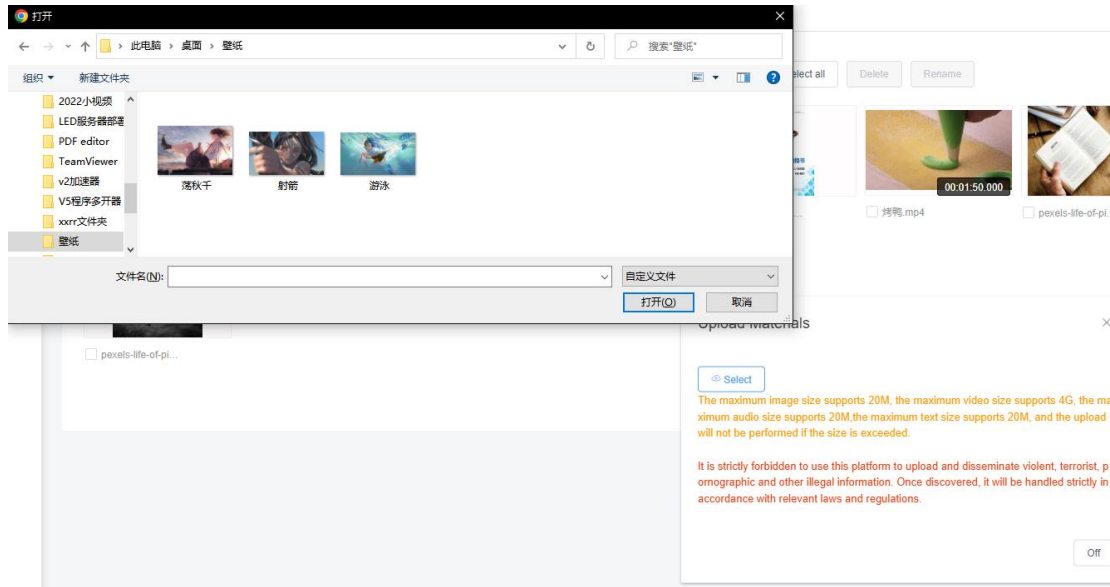 打开
此电脑 › 桌面 › 壁纸
搜索"壁纸"
组织
新建文件夹
2022小视频
LED服务器部署
PDF editor
TeamViewer
v2加速器
V5程序多开器
xxrr文件夹
壁纸
荡秋千
射箭
游泳
文件名(N):
自定义文件
打开(O)
取消
elect all
Delete
Rename
00:01:50.000
烤鸭.mp4
pexels-life-of-pi...
pexels-life-of-pi...
Upload Materials
Select
The maximum image size supports 20M, the maximum video size supports 4G, the ma
ximum audio size supports 20M,the maximum text size supports 20M, and the upload
will not be performed if the size is exceeded.
It is strictly forbidden to use this platform to upload and disseminate violent, terrorist, p
ornographic and other illegal information. Once discovered, it will be handled strictly in
accordance with relevant laws and regulations.
Off